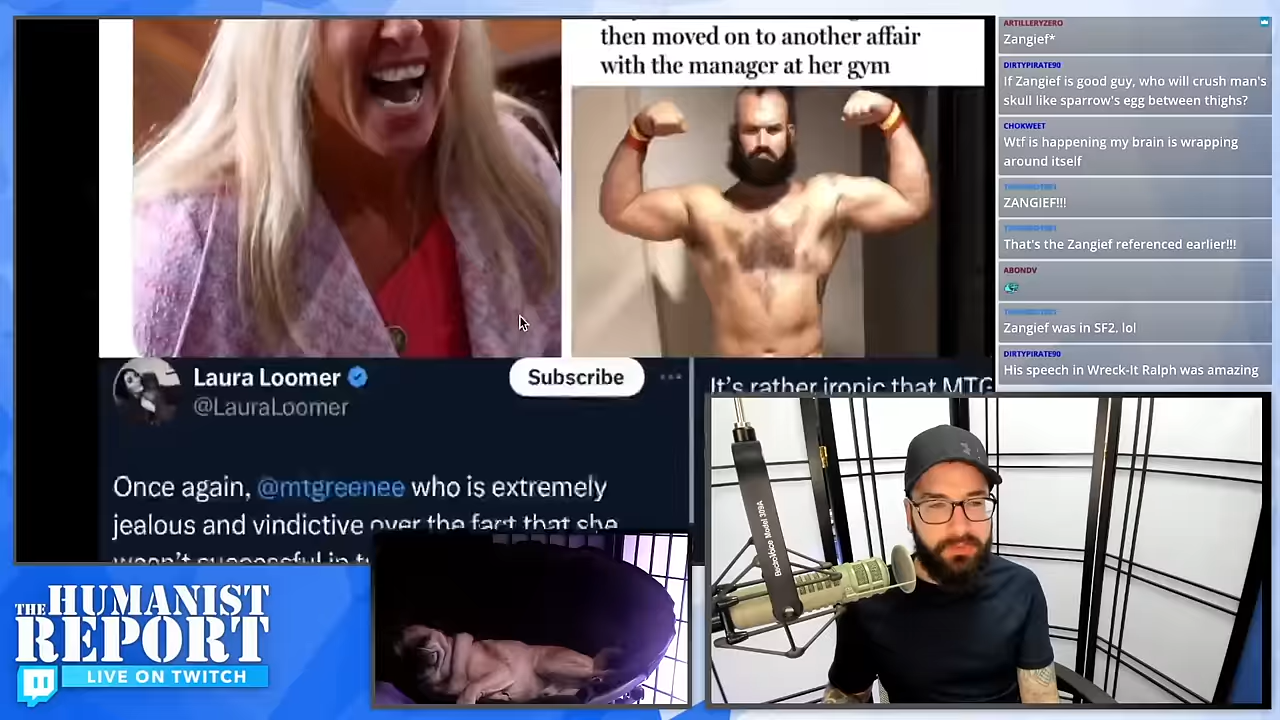 then moved on to another affair
with the manager at her gym
Laura Loomer
@LauraLoomer
Subscribe
Once again, @mtgreenee who is extremely
jealous and vindictive over the fact that she
wasn't successful in
It's rather ironic that MTG
ARTILLERYZERO
Zangief*
DIRTYPIRATE90
If Zangief is good guy, who will crush man's
skull like sparrow's egg between thighs?
CHOKWEET
Wtf is happening my brain is wrapping
around itself
ZANGIEF!!!
That's the Zangief referenced earlier!!!
ABONDV
Zangief was in SF2. lol
DIRTYPIRATE90
His speech in Wreck-It Ralph was amazing
THE
HUMANIST
REPORT
LIVE ON TWITCH
ElectroVoice Model 309A